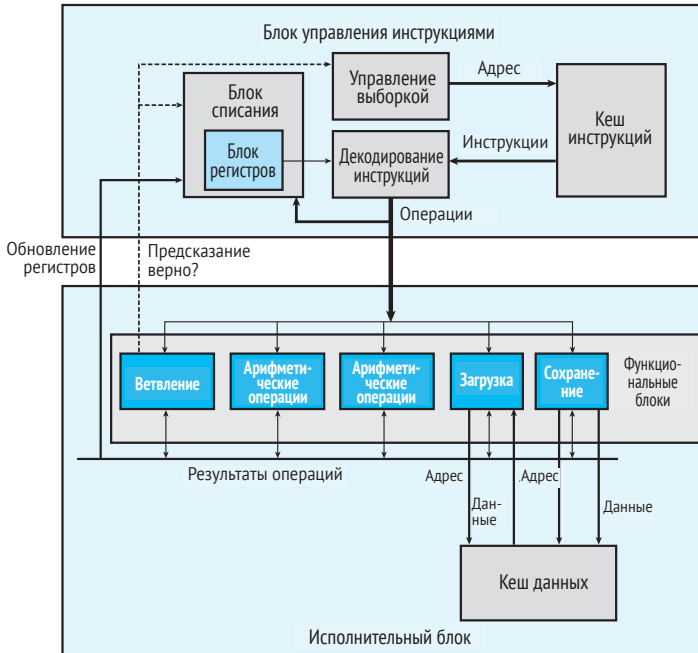 Блок управления инструкциями
Блок
списания
Блок
регистров
Управление
выборкой
Адрес
Кеш
инструкций
Декодирование
инструкций
Инструкции
Операции
Обновление
регистров
Предсказание
верно?
Ветвление
Арифмети-
ческие
операции
Арифмети-
ческие
операции
Загрузка
Сохране-
ние
Функцио-
нальные
блоки
Результаты операций
Адрес
Дан-
ные
Адрес
Данные
Кеш данных
Исполнительный блок